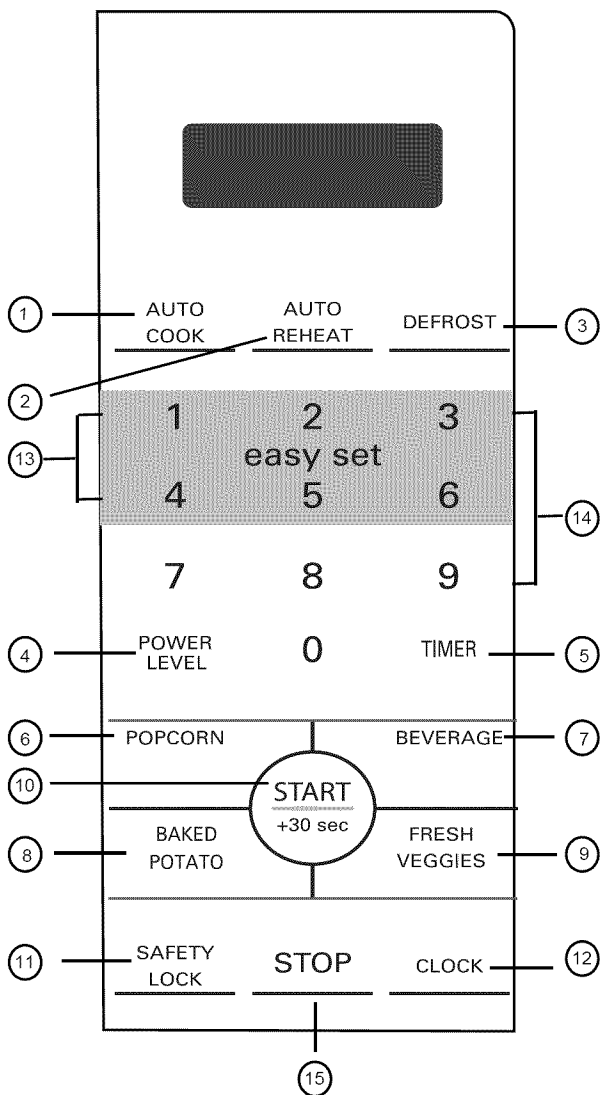 1
AUTO
COOK
AUTO
REHEAT
DEFROST
3
2
1 2 3
13
easy set
4 5 6
14
7 8 9
4
POWER
LEVEL
0
TIMER
5
6
POPCORN
BEVERAGE
7
10
START
+30 sec
8
BAKED
POTATO
FRESH
VEGGIES
9
11
SAFETY
LOCK
STOP
CLOCK
12
15